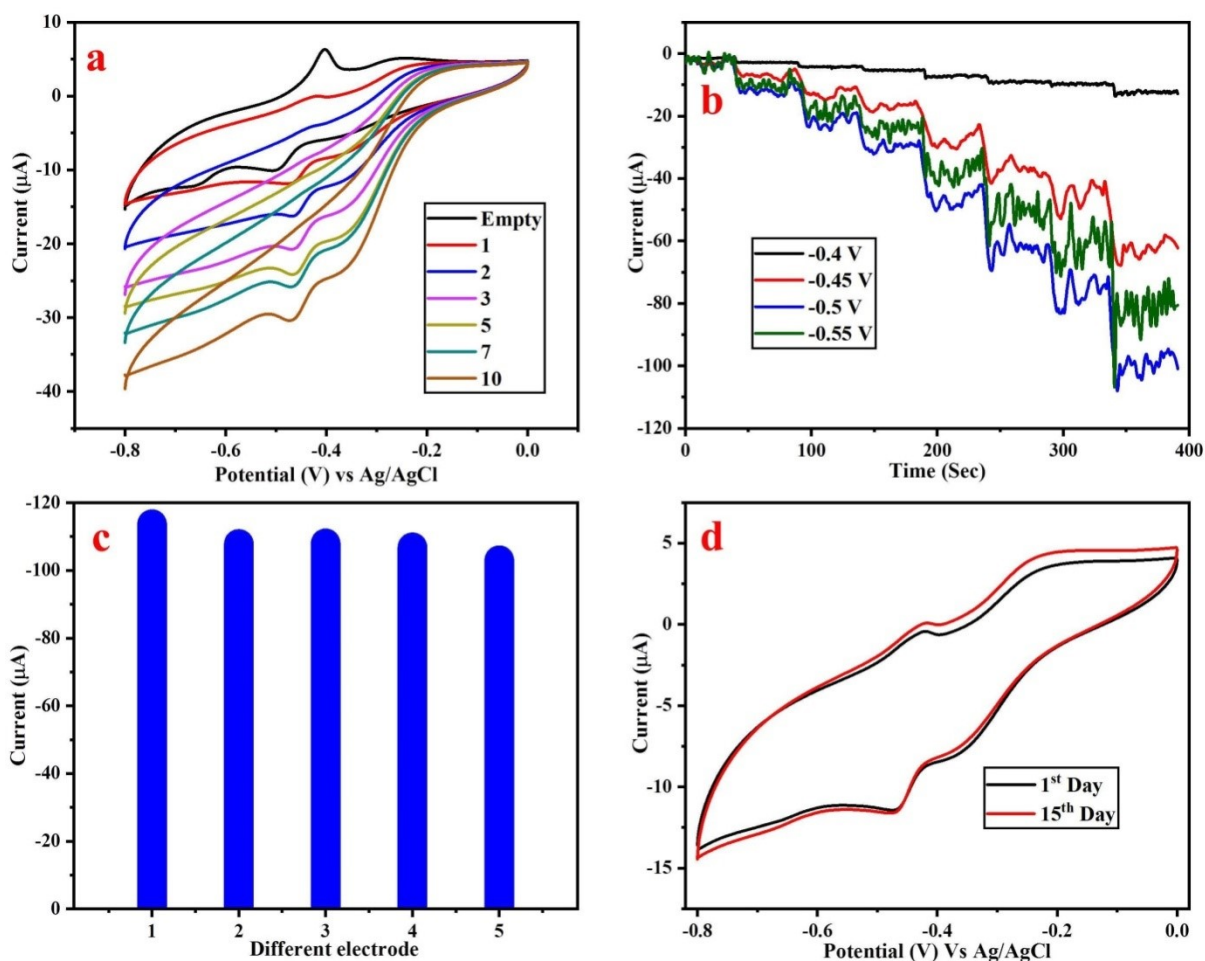 a
10
0
-10
-20
-30
-40
Current (μA)
-0.8
-0.6
-0.4
-0.2
0.0
Potential (V) vs Ag/AgCl
Empty
1
2
3
5
7
10
b
0
-20
-40
-60
-80
-100
-120
Current (μA)
0
100
200
300
400
Time (Sec)
-0.4 V
-0.45 V
-0.5 V
-0.55 V
c
-120
-100
-80
-60
-40
-20
0
Current (μA)
1
2
3
4
5
Different electrode
d
5
0
-5
-10
-15
Current (μA)
-0.8
-0.6
-0.4
-0.2
0.0
Potential (V) Vs Ag/AgCl
1st Day
15th Day